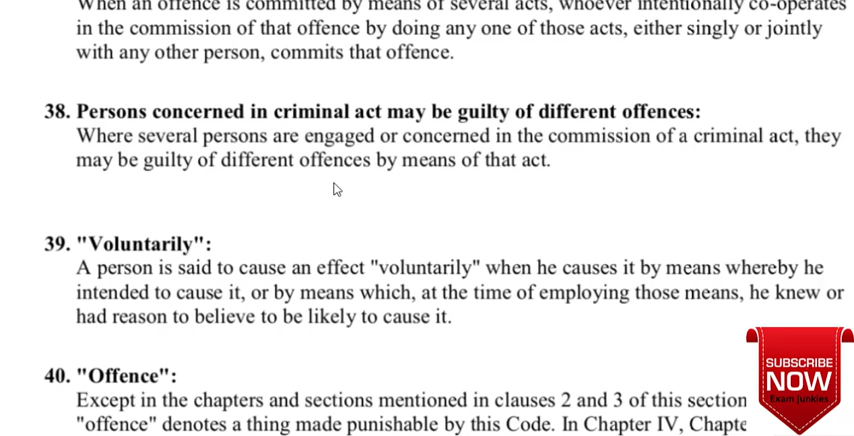 When an offence is committed by means of several acts, whoever intentionally co-operates
in the commission of that offence by doing any one of those acts, either singly or jointly
with any other person, commits that offence.
38. Persons concerned in criminal act may be guilty of different offences:
Where several persons are engaged or concerned in the commission of a criminal act, they
may be guilty of different offences by means of that act.
39. "Voluntarily":
A person is said to cause an effect "voluntarily" when he causes it by means whereby he
intended to cause it, or by means which, at the time of employing those means, he knew or
had reason to believe to be likely to cause it.
40. "Offence":
Except in the chapters and sections mentioned in clauses 2 and 3 of this section
"offence" denotes a thing made punishable by this Code. In Chapter IV, Chapte
SUBSCRIBE
NOW
Exam Junkies